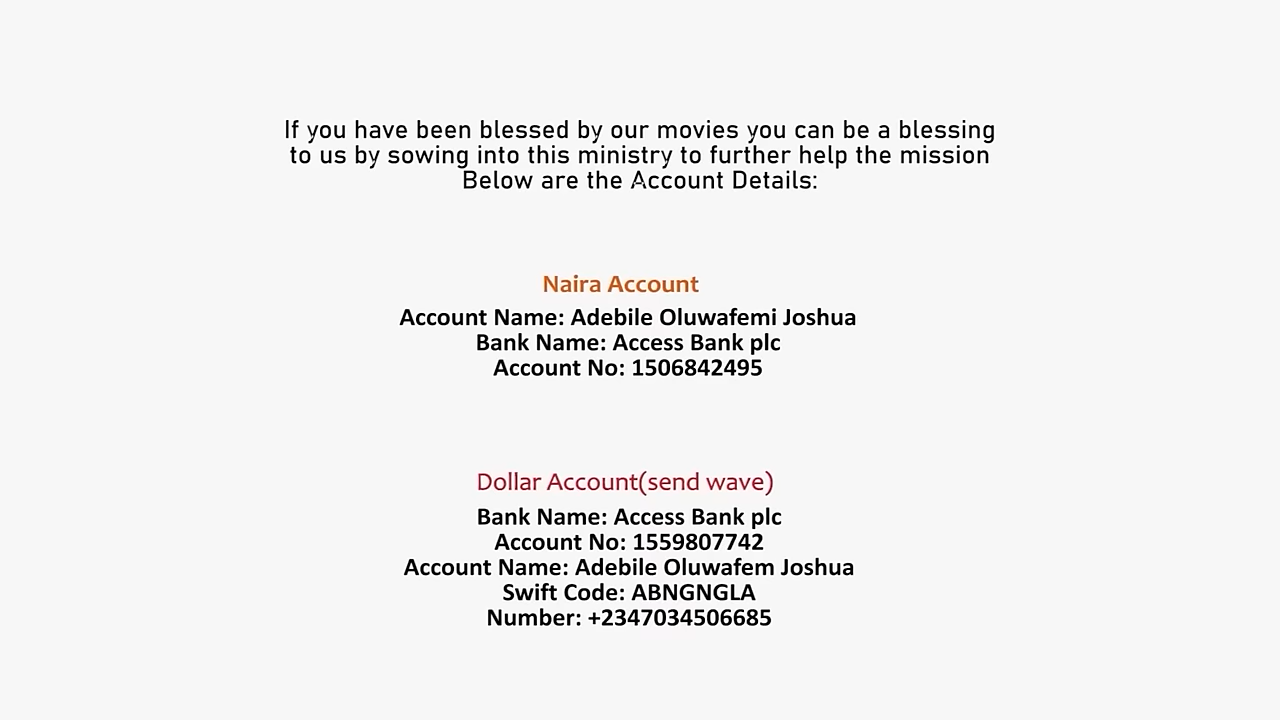 If you have been blessed by our movies you can be a blessing
to us by sowing into this ministry to further help the mission
Below are the Account Details:
Naira Account
Account Name: Adebile Oluwafemi Joshua
Bank Name: Access Bank plc
Account No: 1506842495
Dollar Account(send wave)
Bank Name: Access Bank plc
Account No: 1559807742
Account Name: Adebile Oluwafem Joshua
Swift Code: ABNGNGLA
Number: +2347034506685